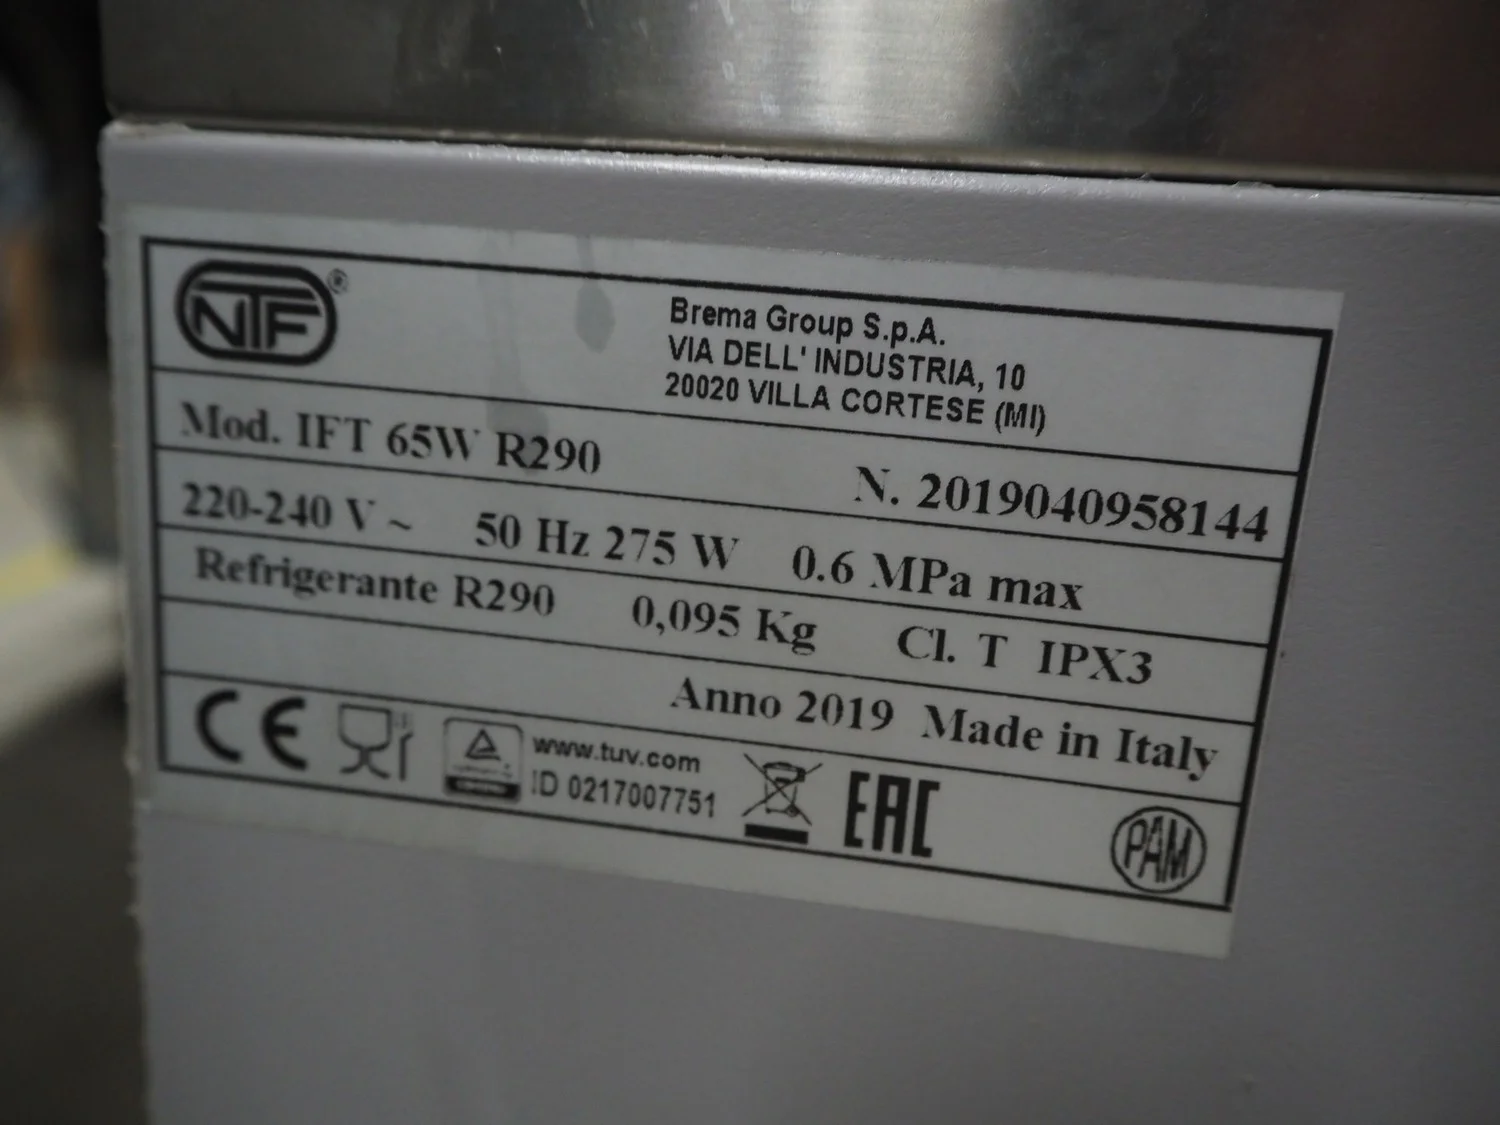 NTF®
Brema Group S.p.A.
VIA DELL' INDUSTRIA, 10
20020 VILLA CORTESE (MI)
Mod. IFT 65W R290
N. 2019040958144
220-240 V ~ 50 Hz 275 W 0.6 MPa max
Refrigerante R290 0,095 Kg Cl. T IPX3
Anno 2019 Made in Italy
CE
www.tuv.com
ID 0217007751
EAC
PAM